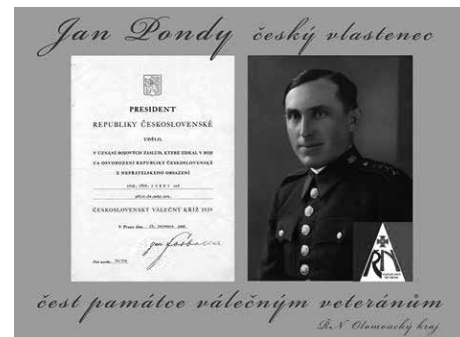 Jan Pondy český vlastenec
PRESIDENT
REPUBLIKY ČESKOSLOVENSKÉ
UDĚLIL
V UZNÁNÍ BOJOVÝCH ZÁSLUH, KTERÉ ZÍSKAL V BOJI
ZA OSVOBOZENÍ REPUBLIKY ČESKOSLOVENSKÉ
Z NEPŘÁTELSKÉHO OBSAZENÍ
ČESKOSLOVENSKÝ VÁLEČNÝ KŘÍŽ 1939
V Praze dne
RN
čest památce válečným veteránům
RN Olomoucký kraj